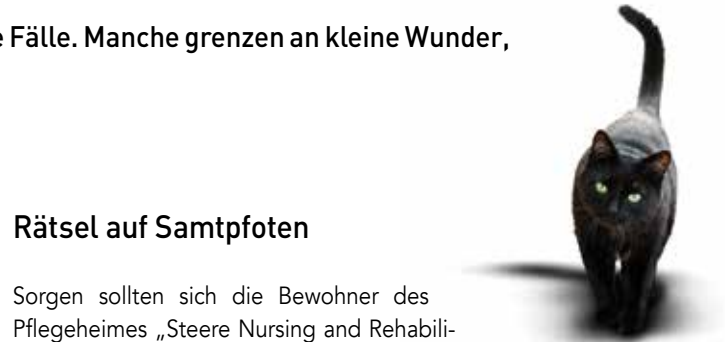 e Fälle. Manche grenzen an kleine Wunder,
Rätsel auf Samtpfoten
Sorgen sollten sich die Bewohner des
Pflegeheimes „Steere Nursing and Rehabili-